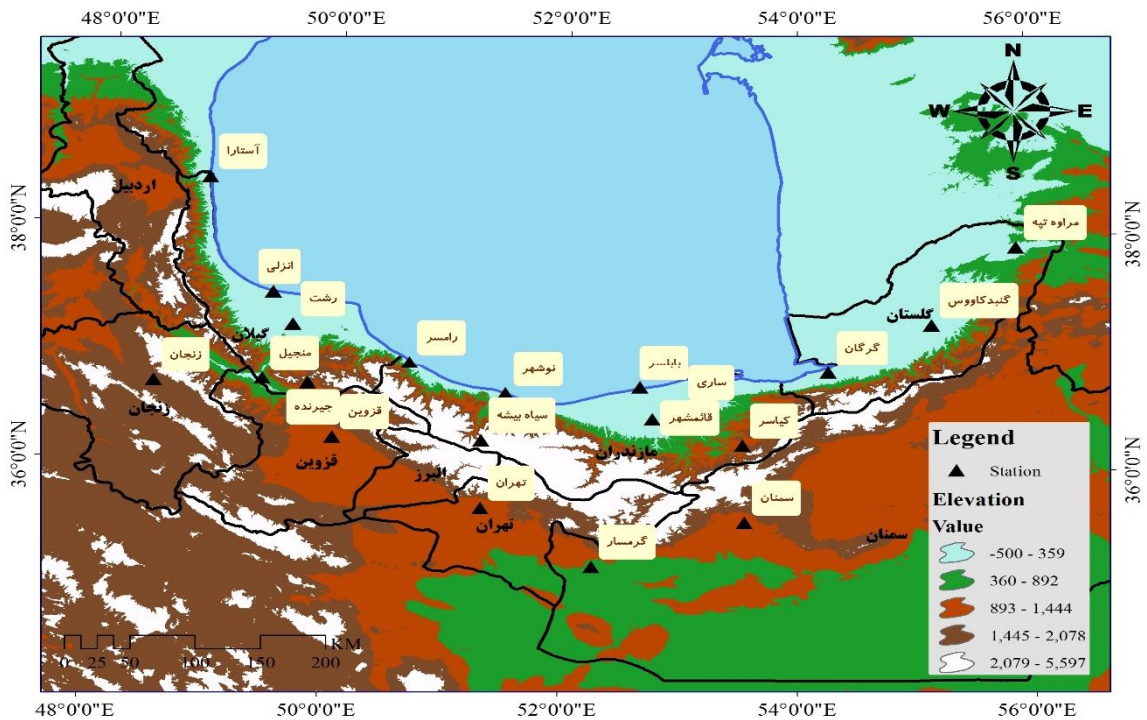 48°0'0"E 50°0'0"E 52°0'0"E 54°0'0"E 56°0'0"E
N
W E
S
آستارا
اردبیل
38°0'0"N
38°0'0"N
مراوه تپه
انزلی
رشت
گنبدکاووس
گلستان
گیلان
رامسر
گرگان
زنجان
منجیل
نوشهر
بابلسر
ساری
زنجان
جیرنده
قزوین
سیاه بیشه
قائمشهر
کیاسر
قزوین
مازندران
36°0'0"N
36°0'0"N
البرز
تهران
سمنان
تهران
گرمسار
سمنان
Legend
Station
Elevation
Value
-500 - 359
360 - 892
893 - 1,444
1,445 - 2,078
2,079 - 5,597
KM
0 25 50 100 150 200
48°0'0"E 50°0'0"E 52°0'0"E 54°0'0"E 56°0'0"E